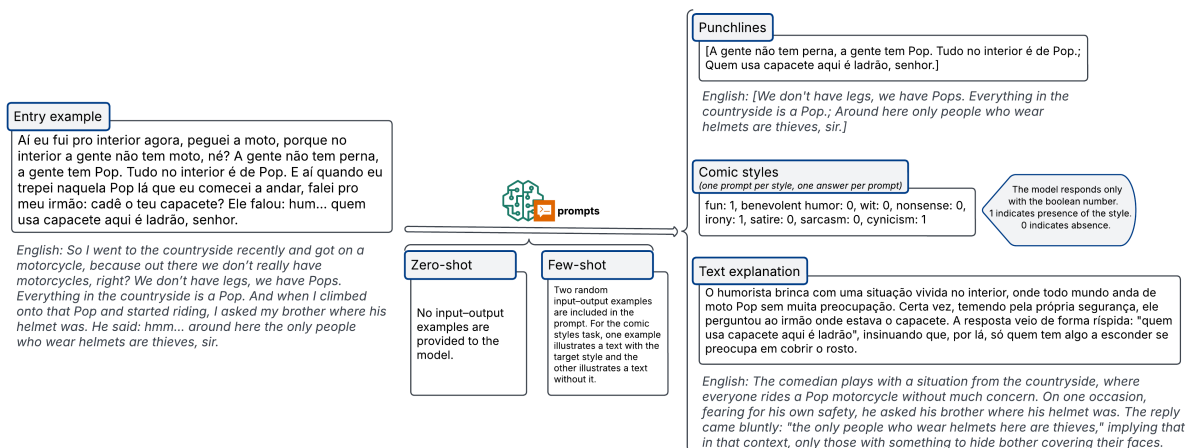 Entry example
Aí eu fui pro interior agora, peguei a moto, porque no
interior a gente não tem moto, né? A gente não tem perna,
a gente tem Pop. Tudo no interior é de Pop. E aí quando eu
trepei naquela Pop lá que eu comecei a andar, falei pro
meu irmão: cadê o teu capacete? Ele falou: hum... quem
usa capacete aqui é ladrão, senhor.
English: So I went to the countryside recently and got on a
motorcycle, because out there we don’t really have
motorcycles, right? We don’t have legs, we have Pops.
Everything in the countryside is a Pop. And when I climbed
onto that Pop and started riding, I asked my brother where his
helmet was. He said: hmm... around here the only people
who wear helmets are thieves, sir.
prompts
Zero-shot
No input–output
examples are
provided to the
model.
Few-shot
Two random
input–output examples
are included in the
prompt. For the comic
styles task, one example
illustrates a text with the
target style and the
other illustrates a text
without it.
Punchlines
[A gente não tem perna, a gente tem Pop. Tudo no interior é de Pop.;
Quem usa capacete aqui é ladrão, senhor.]
English: [We don't have legs, we have Pops. Everything in the
countryside is a Pop.; Around here only people who wear
helmets are thieves, sir.]
Comic styles
(one prompt per style, one answer per prompt)
fun: 1, benevolent humor: 0, wit: 0, nonsense: 0,
irony: 1, satire: 0, sarcasm: 0, cynicism: 1
The model responds only
with the boolean number.
1 indicates presence of the style.
0 indicates absence.
Text explanation
O humorista brinca com uma situação vivida no interior, onde todo mundo anda de
moto Pop sem muita preocupação. Certa vez, temendo pela própria segurança, ele
perguntou ao irmão onde estava o capacete. A resposta veio de forma ríspida: "quem
usa capacete aqui é ladrão", insinuando que, por lá, só quem tem algo a esconder se
preocupa em cobrir o rosto.
English: The comedian plays with a situation from the countryside, where
everyone rides a Pop motorcycle without much concern. On one occasion,
fearing for his own safety, he asked his brother where his helmet was. The reply
came bluntly: "the only people who wear helmets here are thieves," implying that
in that context, only those with something to hide bother covering their faces.